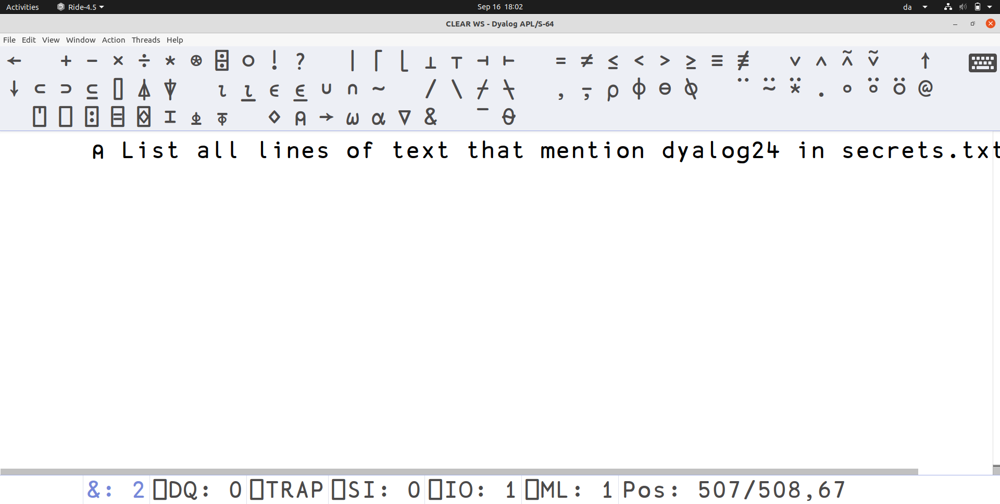 Activities Ride-4.5 Sep 16 18:02 da
CLEAR WS - Dyalog APL/S-64
File Edit View Window Action Threads Help
← + - × ÷ * ⍟ ⌹ ○ ! ? | ⌈ ⌊ ⊥ ⊤ ⊣ ⊢ = ≠ ≤ < > ≥ ≡ ≢ ∨ ∧ ⍲ ⍱ ↑
↓ ⊂ ⊃ ⊆ ⌷ ⍋ ⍒ ⍳ ⍸ ∊ ⍷ ∪ ∩ ~ / \ ⌿ ⍀ , ⍪ ⍴ ⌽ ⊖ ⍉ ¨ ⍨ ⍣ . ∘ ⍤ ⍥ @
⍞ ⎕ ⍠ ⌸ ⌺ ⌶ ⍎ ⍕ ⋄ ⍝ → ⍵ ⍺ ∇ & ¯ ⍬
⍝ List all lines of text that mention dyalog24 in secrets.txt
&: 2 ⎕DQ: 0 ⎕TRAP ⎕SI: 0 ⎕IO: 1 ⎕ML: 1 Pos: 507/508,67